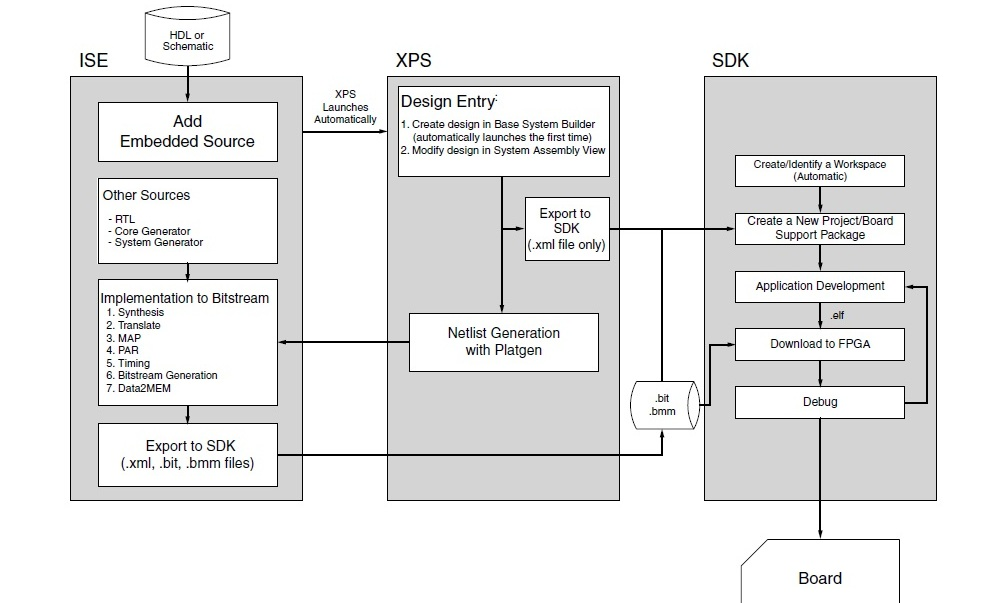 HDL or
Schematic
ISE
Add
Embedded Source
Other Sources
- RTL
- Core Generator
- System Generator
Implementation to Bitstream
1. Synthesis
2. Translate
3. MAP
4. PAR
5. Timing
6. Bitstream Generation
7. Data2MEM
Export to SDK
(.xml, .bit, .bmm files)
XPS
Launches
Automatically
XPS
Design Entry:
1. Create design in Base System Builder
(automatically launches the first time)
2. Modify design in System Assembly View
Export to
SDK
(.xml file only)
Netlist Generation
with Platgen
.bit
.bmm
SDK
Create/Identify a Workspace
(Automatic)
Create a New Project/Board
Support Package
Application Development
.elf
Download to FPGA
Debug
Board